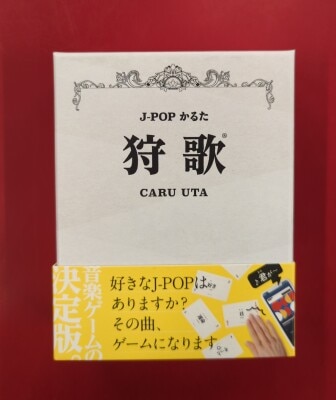 J-POP かるた
狩歌®
CARU UTA
音楽ゲームの
決定版。
好きなJ-POPは
ありますか？
その曲、
ゲームになります
♪君が…